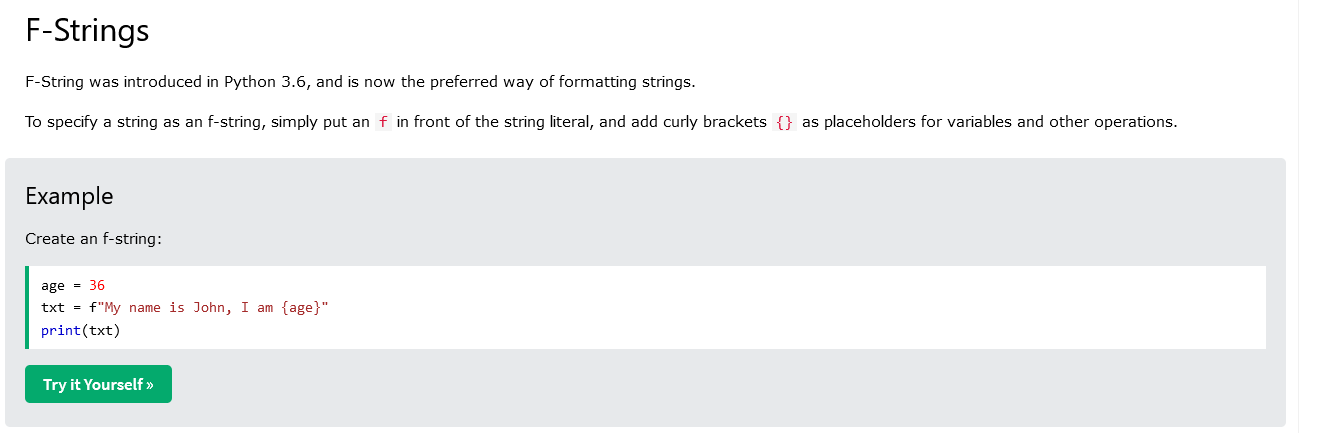 F-Strings
F-String was introduced in Python 3.6, and is now the preferred way of formatting strings.
To specify a string as an f-string, simply put an f in front of the string literal, and add curly brackets {} as placeholders for variables and other operations.
Example
Create an f-string:
age = 36
txt = f"My name is John, I am {age}"
print(txt)
Try it Yourself »